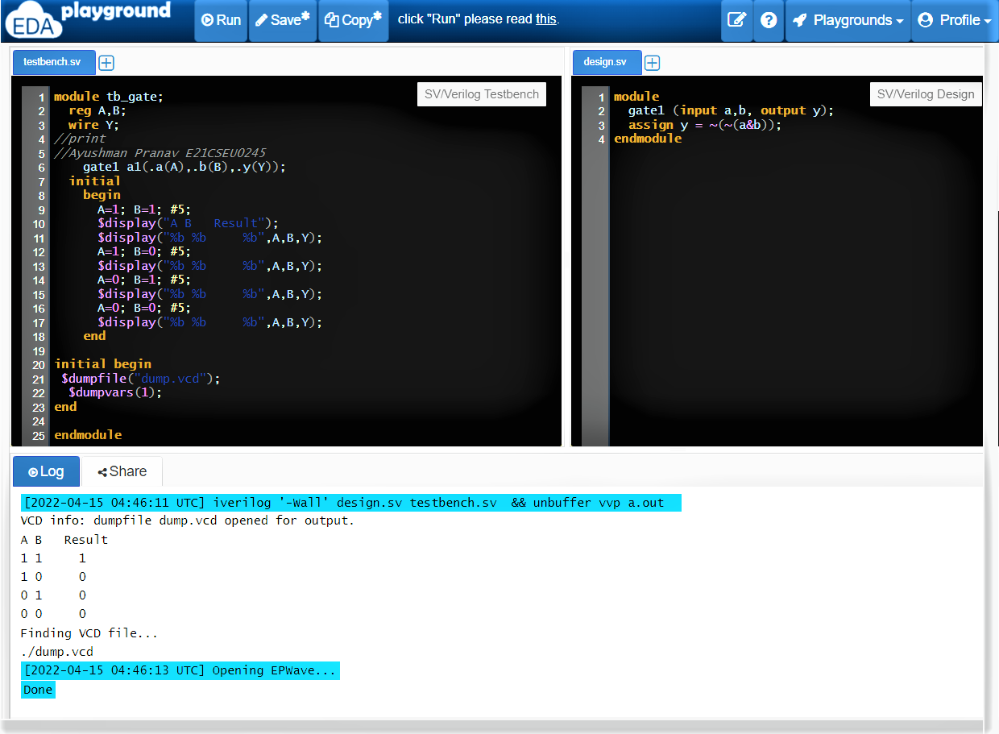 EDA playground
Run Save* Copy* click "Run" please read this. Playgrounds Profile
testbench.sv
SV/Verilog Testbench
1 module tb_gate;
2   reg A,B;
3   wire Y;
4 //print
5 //Ayushman Pranav E21CSEU0245
6     gate1 a1(.a(A),.b(B),.y(Y));
7   initial
8     begin
9       A=1; B=1; #5;
10       $display("A B   Result");
11       $display("%b %b     %b",A,B,Y);
12       A=1; B=0; #5;
13       $display("%b %b     %b",A,B,Y);
14       A=0; B=1; #5;
15       $display("%b %b     %b",A,B,Y);
16       A=0; B=0; #5;
17       $display("%b %b     %b",A,B,Y);
18     end
19
20 initial begin
21  $dumpfile("dump.vcd");
22   $dumpvars(1);
23 end
24
25 endmodule
design.sv
SV/Verilog Design
1 module
2   gate1 (input a,b, output y);
3   assign y = ~(~(a&b));
4 endmodule
Log Share
[2022-04-15 04:46:11 UTC] iverilog '-Wall' design.sv testbench.sv  && unbuffer vvp a.out
VCD info: dumpfile dump.vcd opened for output.
A B   Result
1 1     1
1 0     0
0 1     0
0 0     0
Finding VCD file...
./dump.vcd
[2022-04-15 04:46:13 UTC] Opening EPWave...
Done